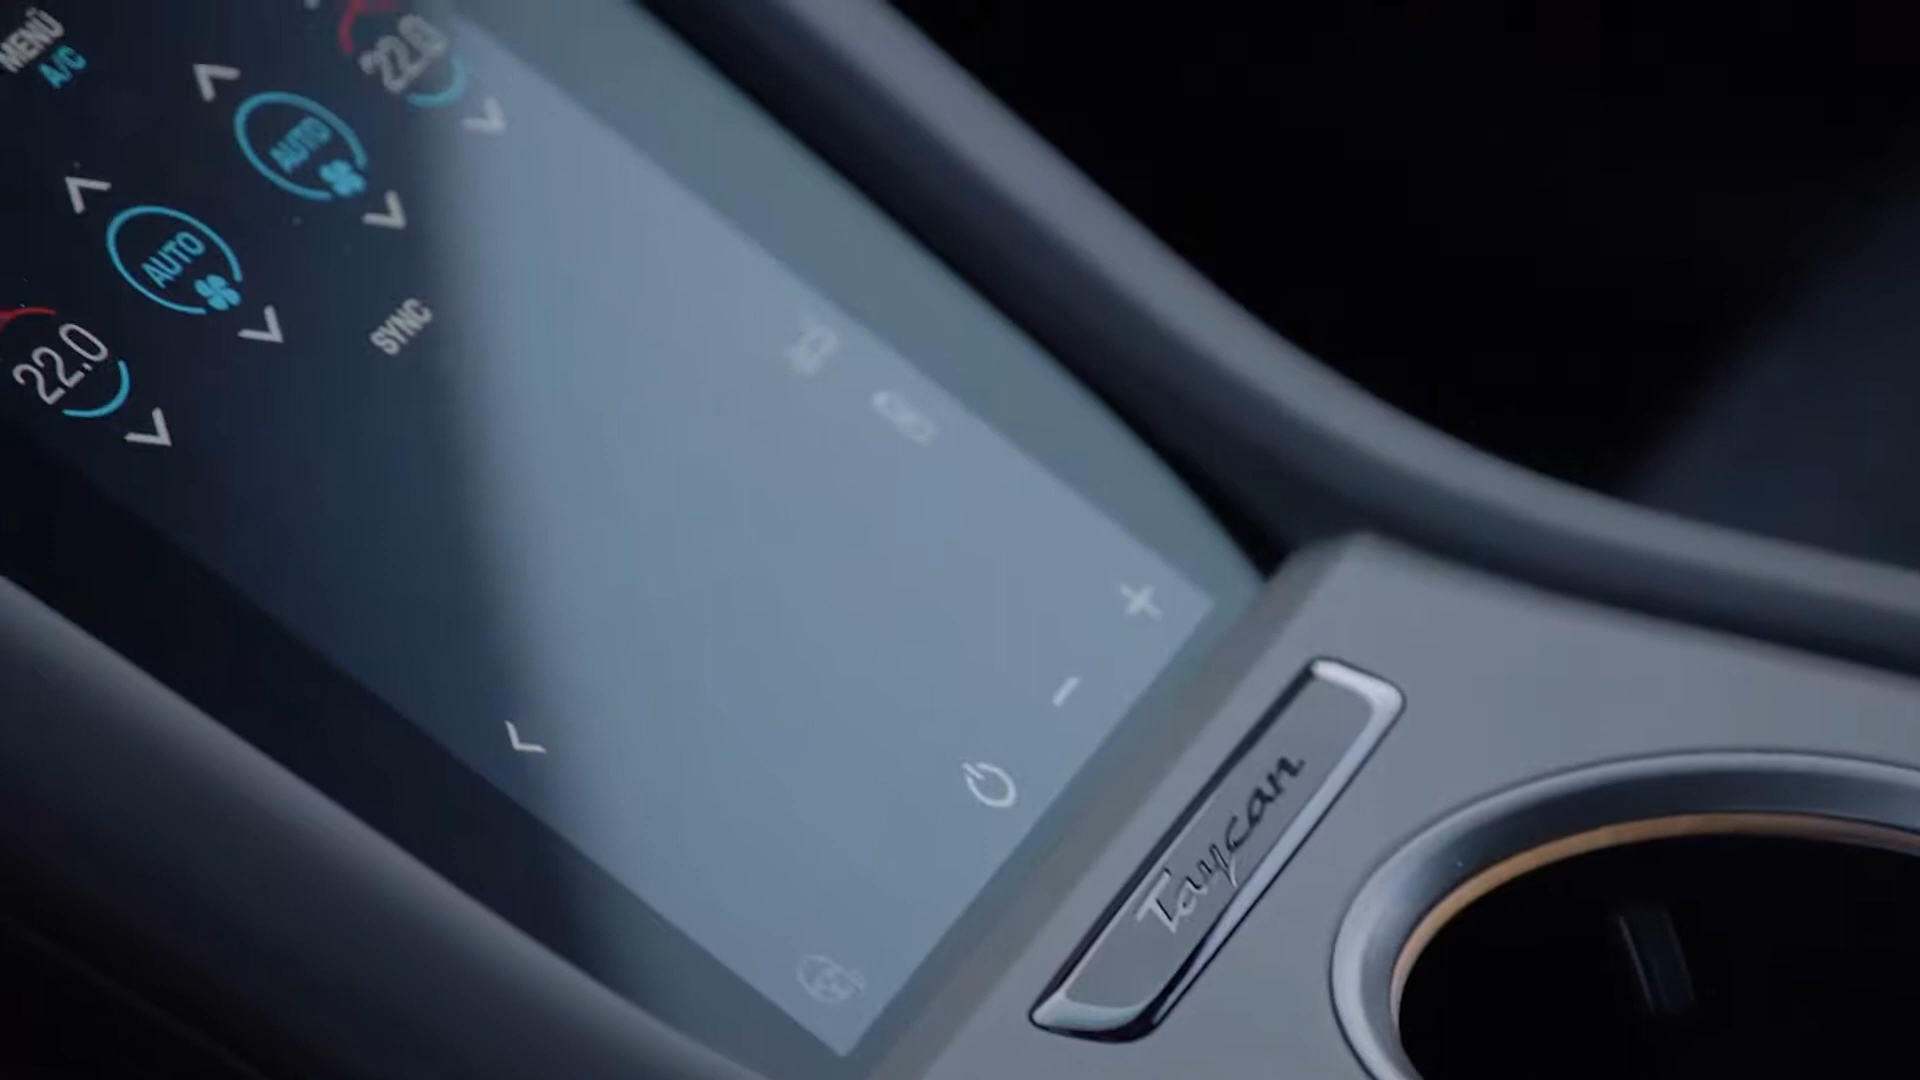 MENÜ
A/C
22.0
AUTO
AUTO
22.0
SYNC
Taycan